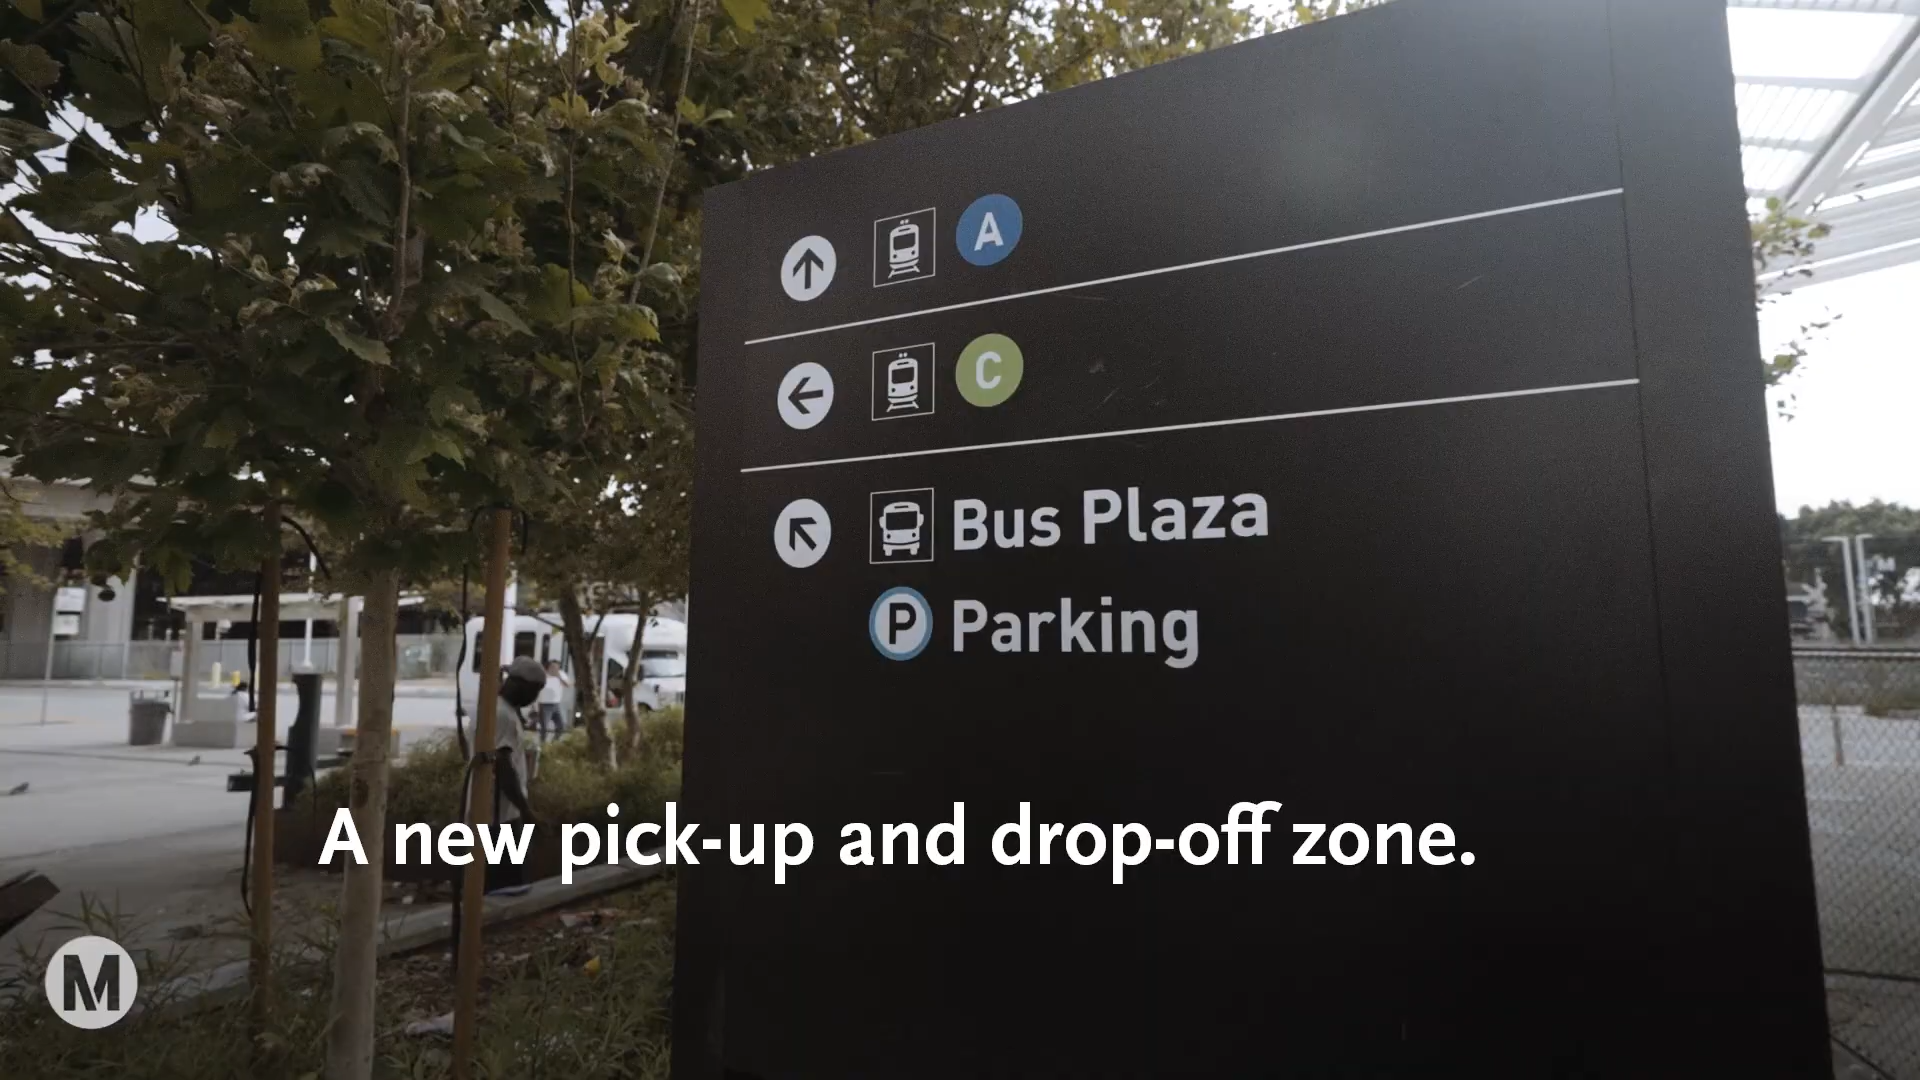 A
C
Bus Plaza
P Parking
A new pick-up and drop-off zone.
M